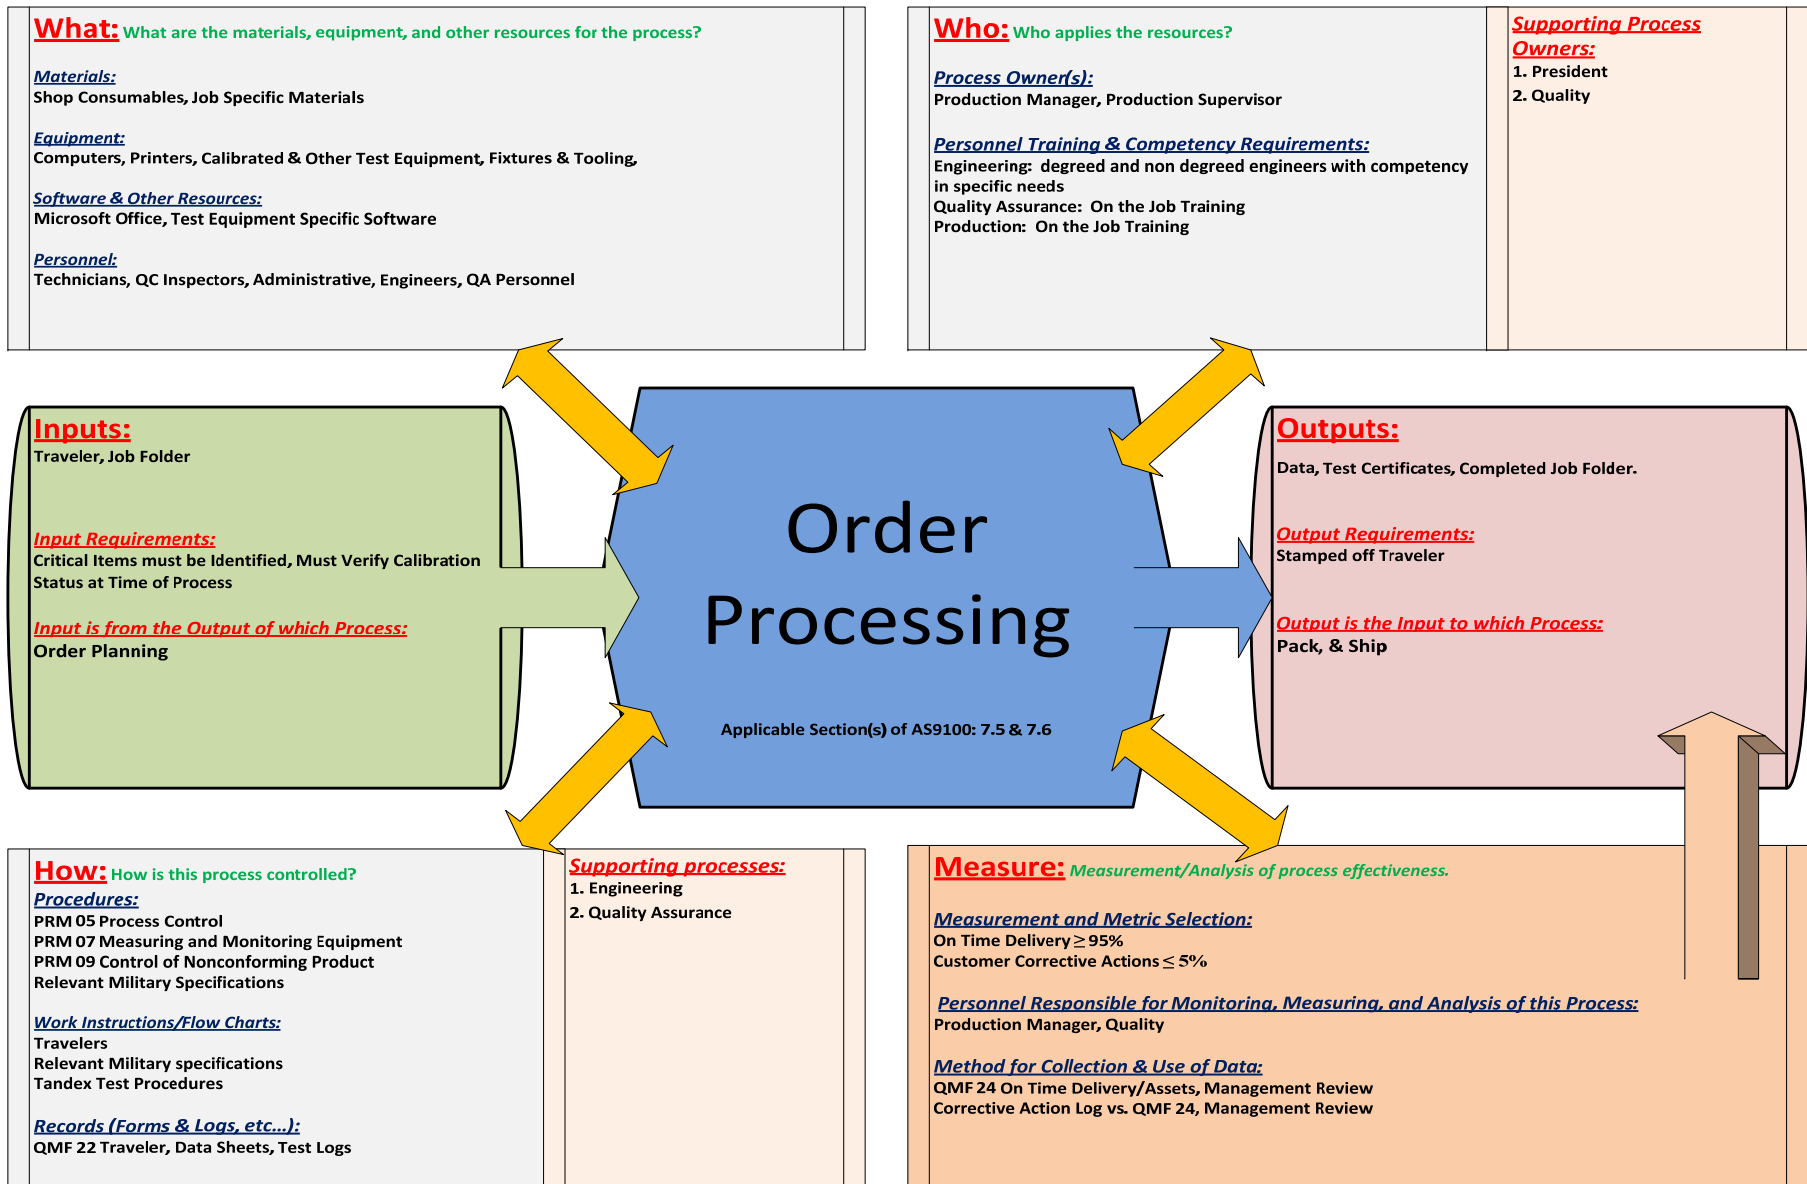 What: What are the materials, equipment, and other resources for the process?
Materials:
Shop Consumables, Job Specific Materials
Equipment:
Computers, Printers, Calibrated & Other Test Equipment, Fixtures & Tooling,
Software & Other Resources:
Microsoft Office, Test Equipment Specific Software
Personnel:
Technicians, QC Inspectors, Administrative, Engineers, QA Personnel
Who: Who applies the resources?
Process Owner(s):
Production Manager, Production Supervisor
Personnel Training & Competency Requirements:
Engineering:  degreed and non degreed engineers with competency
in specific needs
Quality Assurance:  On the Job Training
Production:  On the Job Training
Supporting Process
Owners:
1. President
2. Quality
Inputs:
Traveler, Job Folder
Input Requirements:
Critical Items must be Identified, Must Verify Calibration
Status at Time of Process
Input is from the Output of which Process:
Order Planning
Order
Processing
Applicable Section(s) of AS9100: 7.5 & 7.6
Outputs:
Data, Test Certificates, Completed Job Folder.
Output Requirements:
Stamped off Traveler
Output is the Input to which Process:
Pack, & Ship
How: How is this process controlled?
Procedures:
PRM 05 Process Control
PRM 07 Measuring and Monitoring Equipment
PRM 09 Control of Nonconforming Product
Relevant Military Specifications
Work Instructions/Flow Charts:
Travelers
Relevant Military specifications
Tandex Test Procedures
Records (Forms & Logs, etc...):
QMF 22 Traveler, Data Sheets, Test Logs
Supporting processes:
1. Engineering
2. Quality Assurance
Measure: Measurement/Analysis of process effectiveness.
Measurement and Metric Selection:
On Time Delivery ≥ 95%
Customer Corrective Actions ≤ 5%
Personnel Responsible for Monitoring, Measuring, and Analysis of this Process:
Production Manager, Quality
Method for Collection & Use of Data:
QMF 24 On Time Delivery/Assets, Management Review
Corrective Action Log vs. QMF 24, Management Review